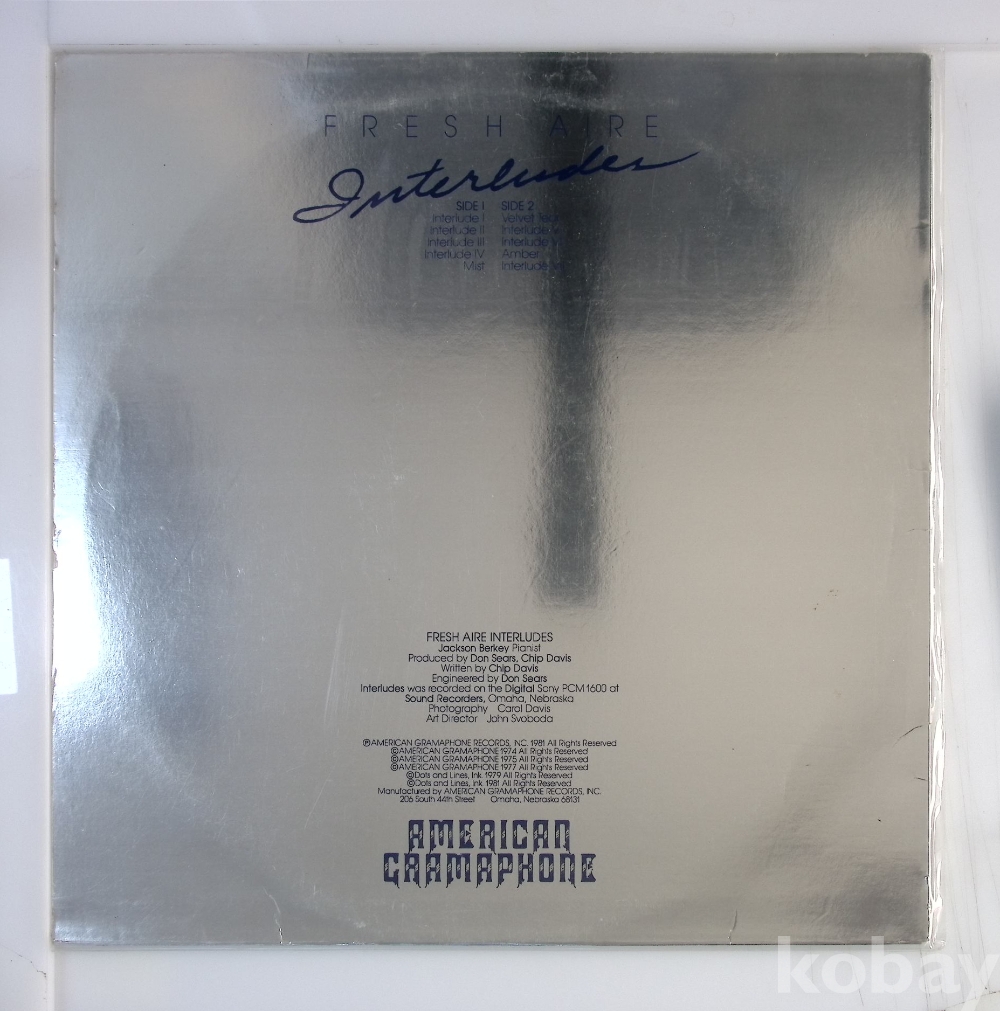 FRESH AIRE
Interludes
SIDE I SIDE 2
Interlude I Velvet Tear
Interlude II Interlude V
Interlude III Interlude
Interlude IV Amber
Mist Interlude
FRESH AIRE INTERLUDES
Jackson Berkey Pianist
Produced by Don Sears, Chip Davis
Written by Chip Davis
Engineered by Don Sears
Interludes was recorded on the Digital Sony PCM 1600 at
Sound Recorders, Omaha, Nebraska
Photography Carol Davis
Art Director John Svoboda
℗AMERICAN GRAMAPHONE RECORDS, INC. 1981 All Rights Reserved
©AMERICAN GRAMAPHONE 1974 All Rights Reserved
©AMERICAN GRAMAPHONE 1975 All Rights Reserved
©AMERICAN GRAMAPHONE 1977 All Rights Reserved
©Dots and Lines, Ink 1979 All Rights Reserved
©Dots and Lines, Ink 1981 All Rights Reserved
Manufactured by AMERICAN GRAMAPHONE RECORDS, INC.
206 South 44th Street Omaha, Nebraska 68131
AMERICAN
GRAMAPHONE
kobay